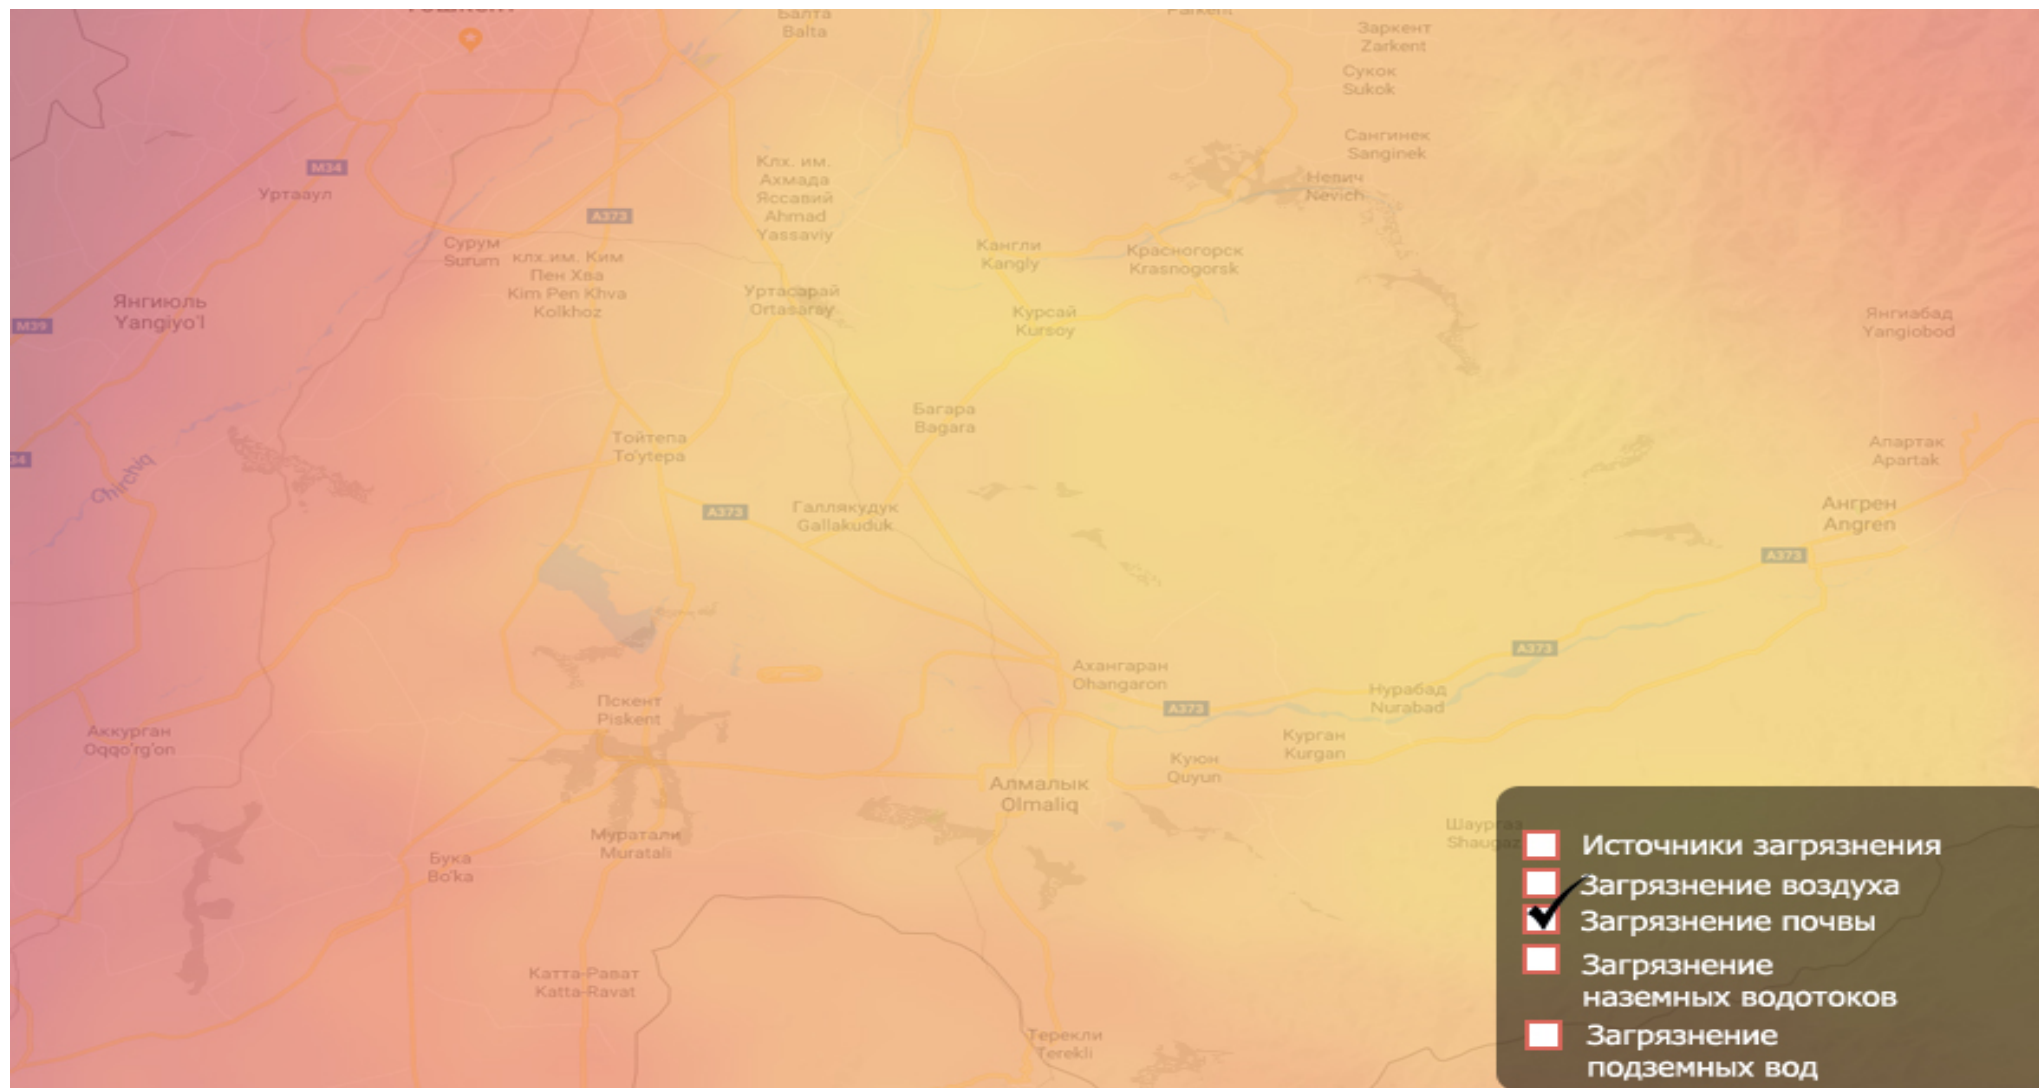 Балта
Balta
Parkent
Заркент
Zarkent
Сукок
Sukok
Сангинек
Sanginek
Невич
Nevich
M34
Уртааул
Клх. им.
Ахмада
Яссавий
Ahmad
Yassaviy
A373
Сурум
Surum
клх.им. Ким
Пен Хва
Kim Pen Khva
Kolkhoz
Кангли
Kangly
Красногорск
Krasnogorsk
Янгиюль
Yangiyo'l
M39
Уртасарай
Ortasaray
Курсай
Kursoy
Янгиабад
Yangiobod
Багара
Bagara
Тойтепа
To'ytepa
34
Chirchiq
Апартак
Apartak
A373
Галлякудук
Gallakuduk
Ангрен
Angren
A373
A373
Ахангаран
Ohangaron
Нурабад
Nurabad
A373
Пскент
Piskent
Аккурган
Oqqo'rg'on
Курган
Kurgan
Куюн
Quyun
Алмалык
Olmaliq
Муратали
Muratali
Бука
Bo'ka
Шаургаз
Shaugaz
Катта-Рават
Katta-Ravat
Терекли
Terekli
Источники загрязнения
Загрязнение воздуха
Загрязнение почвы
Загрязнение
наземных водотоков
Загрязнение
подземных вод